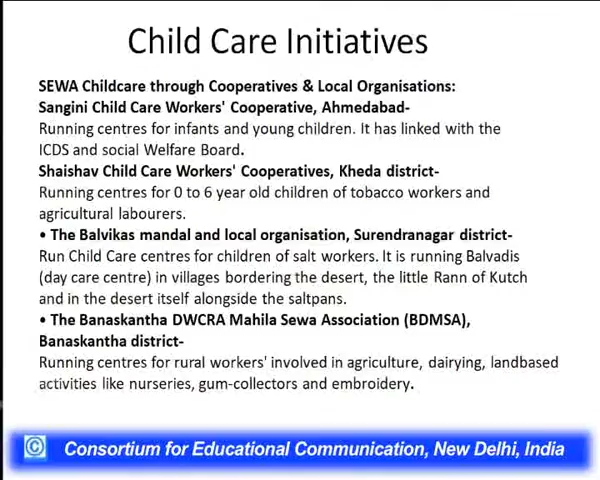 Child Care Initiatives
SEWA Childcare through Cooperatives & Local Organisations:
Sangini Child Care Workers' Cooperative, Ahmedabad-
Running centres for infants and young children. It has linked with the
ICDS and social Welfare Board.
Shaishav Child Care Workers' Cooperatives, Kheda district-
Running centres for 0 to 6 year old children of tobacco workers and
agricultural labourers.
• The Balvikas mandal and local organisation, Surendranagar district-
Run Child Care centres for children of salt workers. It is running Balvadis
(day care centre) in villages bordering the desert, the little Rann of Kutch
and in the desert itself alongside the saltpans.
• The Banaskantha DWCRA Mahila Sewa Association (BDMSA),
Banaskantha district-
Running centres for rural workers' involved in agriculture, dairying, landbased
activities like nurseries, gum-collectors and embroidery.
© Consortium for Educational Communication, New Delhi, India